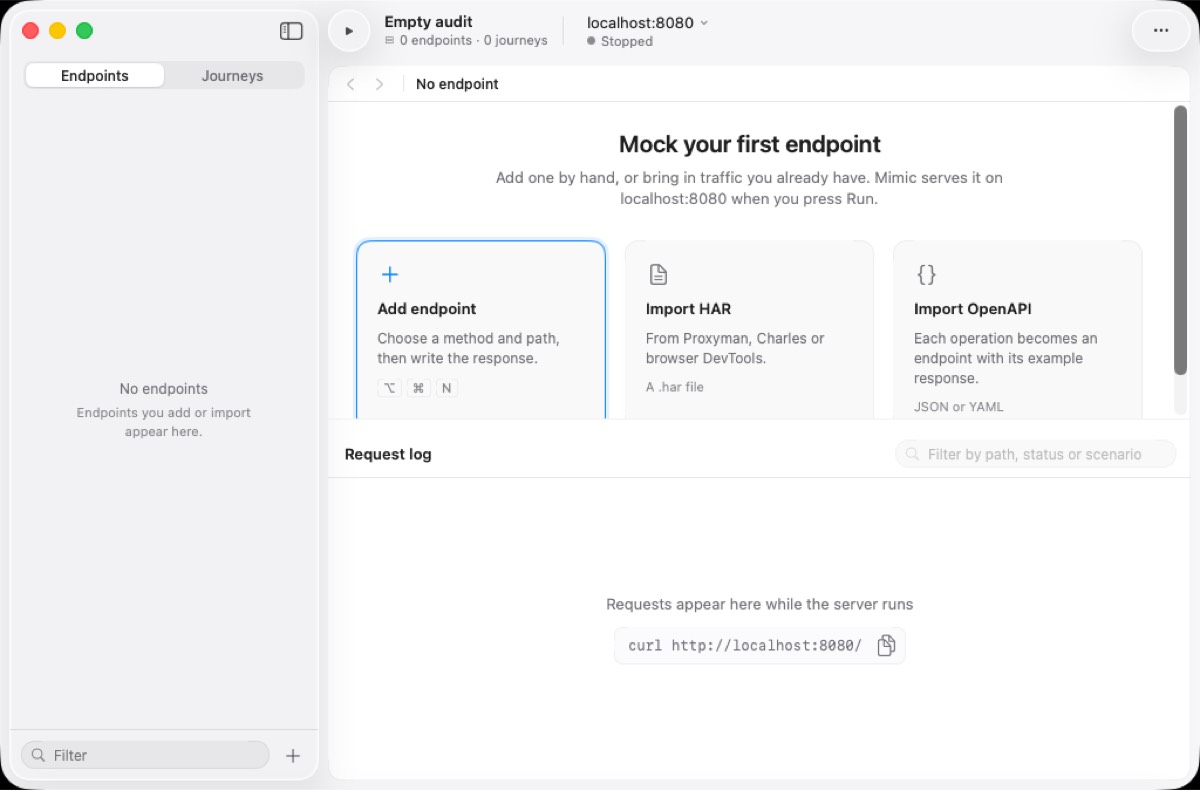 Empty audit
0 endpoints · 0 journeys
localhost:8080
Stopped
Endpoints
Journeys
No endpoint
Mock your first endpoint
Add one by hand, or bring in traffic you already have. Mimic serves it on
localhost:8080 when you press Run.
Add endpoint
Choose a method and path,
then write the response.
⌥ ⌘ N
Import HAR
From Proxyman, Charles or
browser DevTools.
A .har file
{}
Import OpenAPI
Each operation becomes an
endpoint with its example
response.
JSON or YAML
No endpoints
Endpoints you add or import
appear here.
Request log
Filter by path, status or scenario
Requests appear here while the server runs
curl http://localhost:8080/
Filter